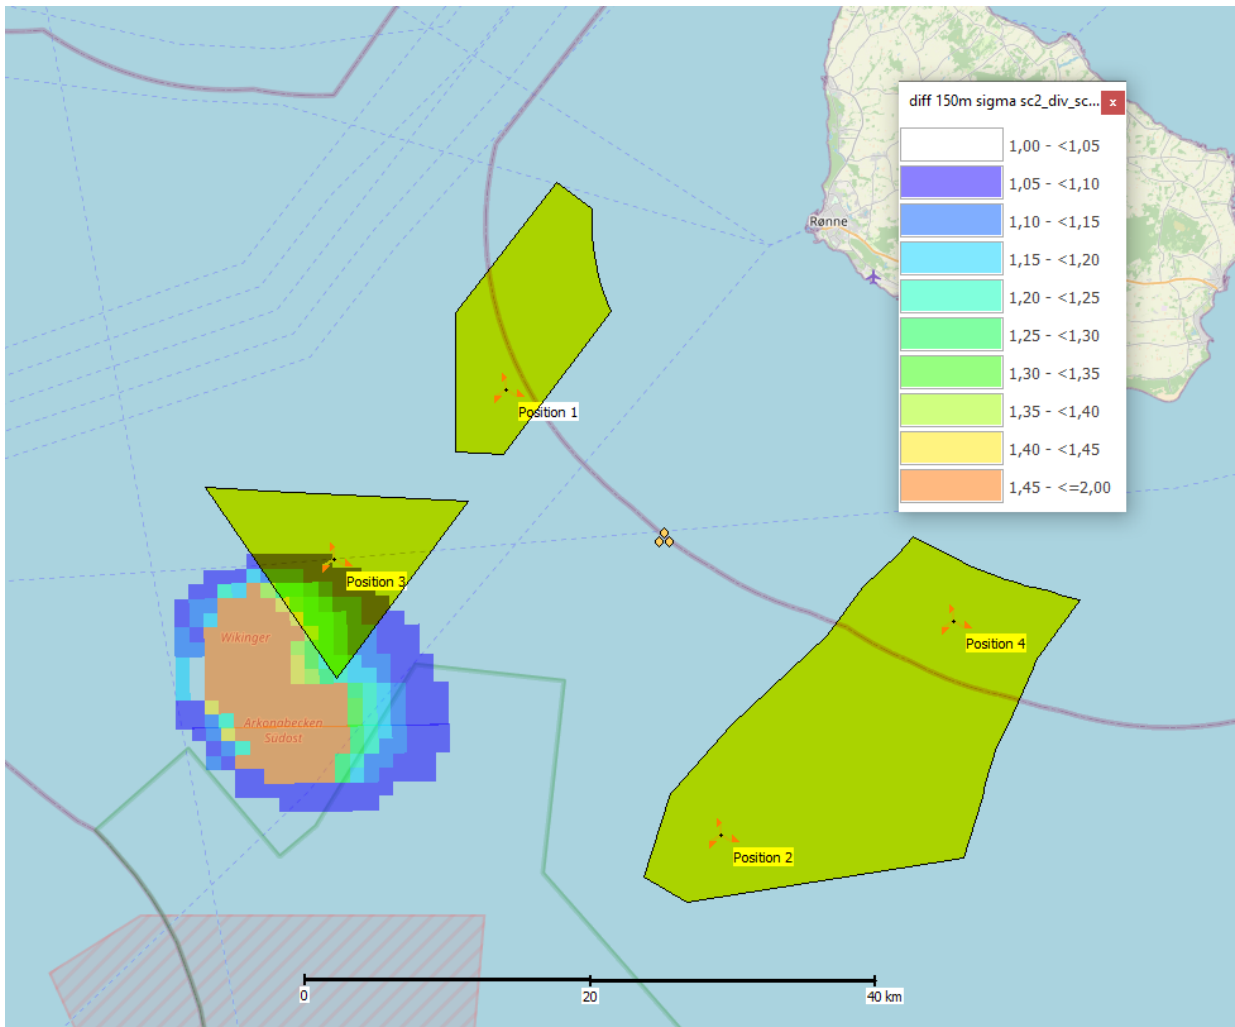 diff 150m sigma sc2_div_sc...
x
1,00 - <1,05
1,05 - <1,10
1,10 - <1,15
1,15 - <1,20
1,20 - <1,25
1,25 - <1,30
1,30 - <1,35
1,35 - <1,40
1,40 - <1,45
1,45 - <=2,00
Rønne
Position 1
Position 3
Wikinger
Position 4
Arkonabecken
Südost
Position 2
0
20
40 km